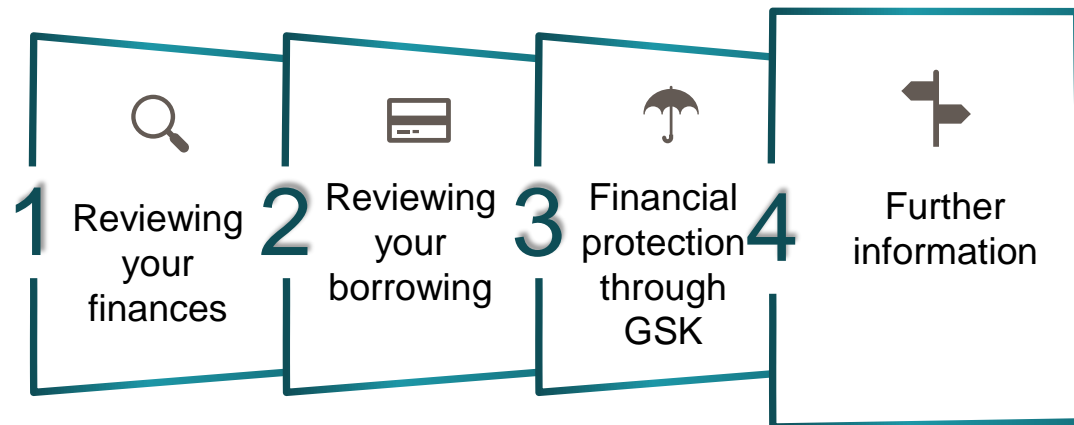 1
Reviewing
your
finances
2
Reviewing
your
borrowing
3
Financial
protection
through
GSK
4
Further
information